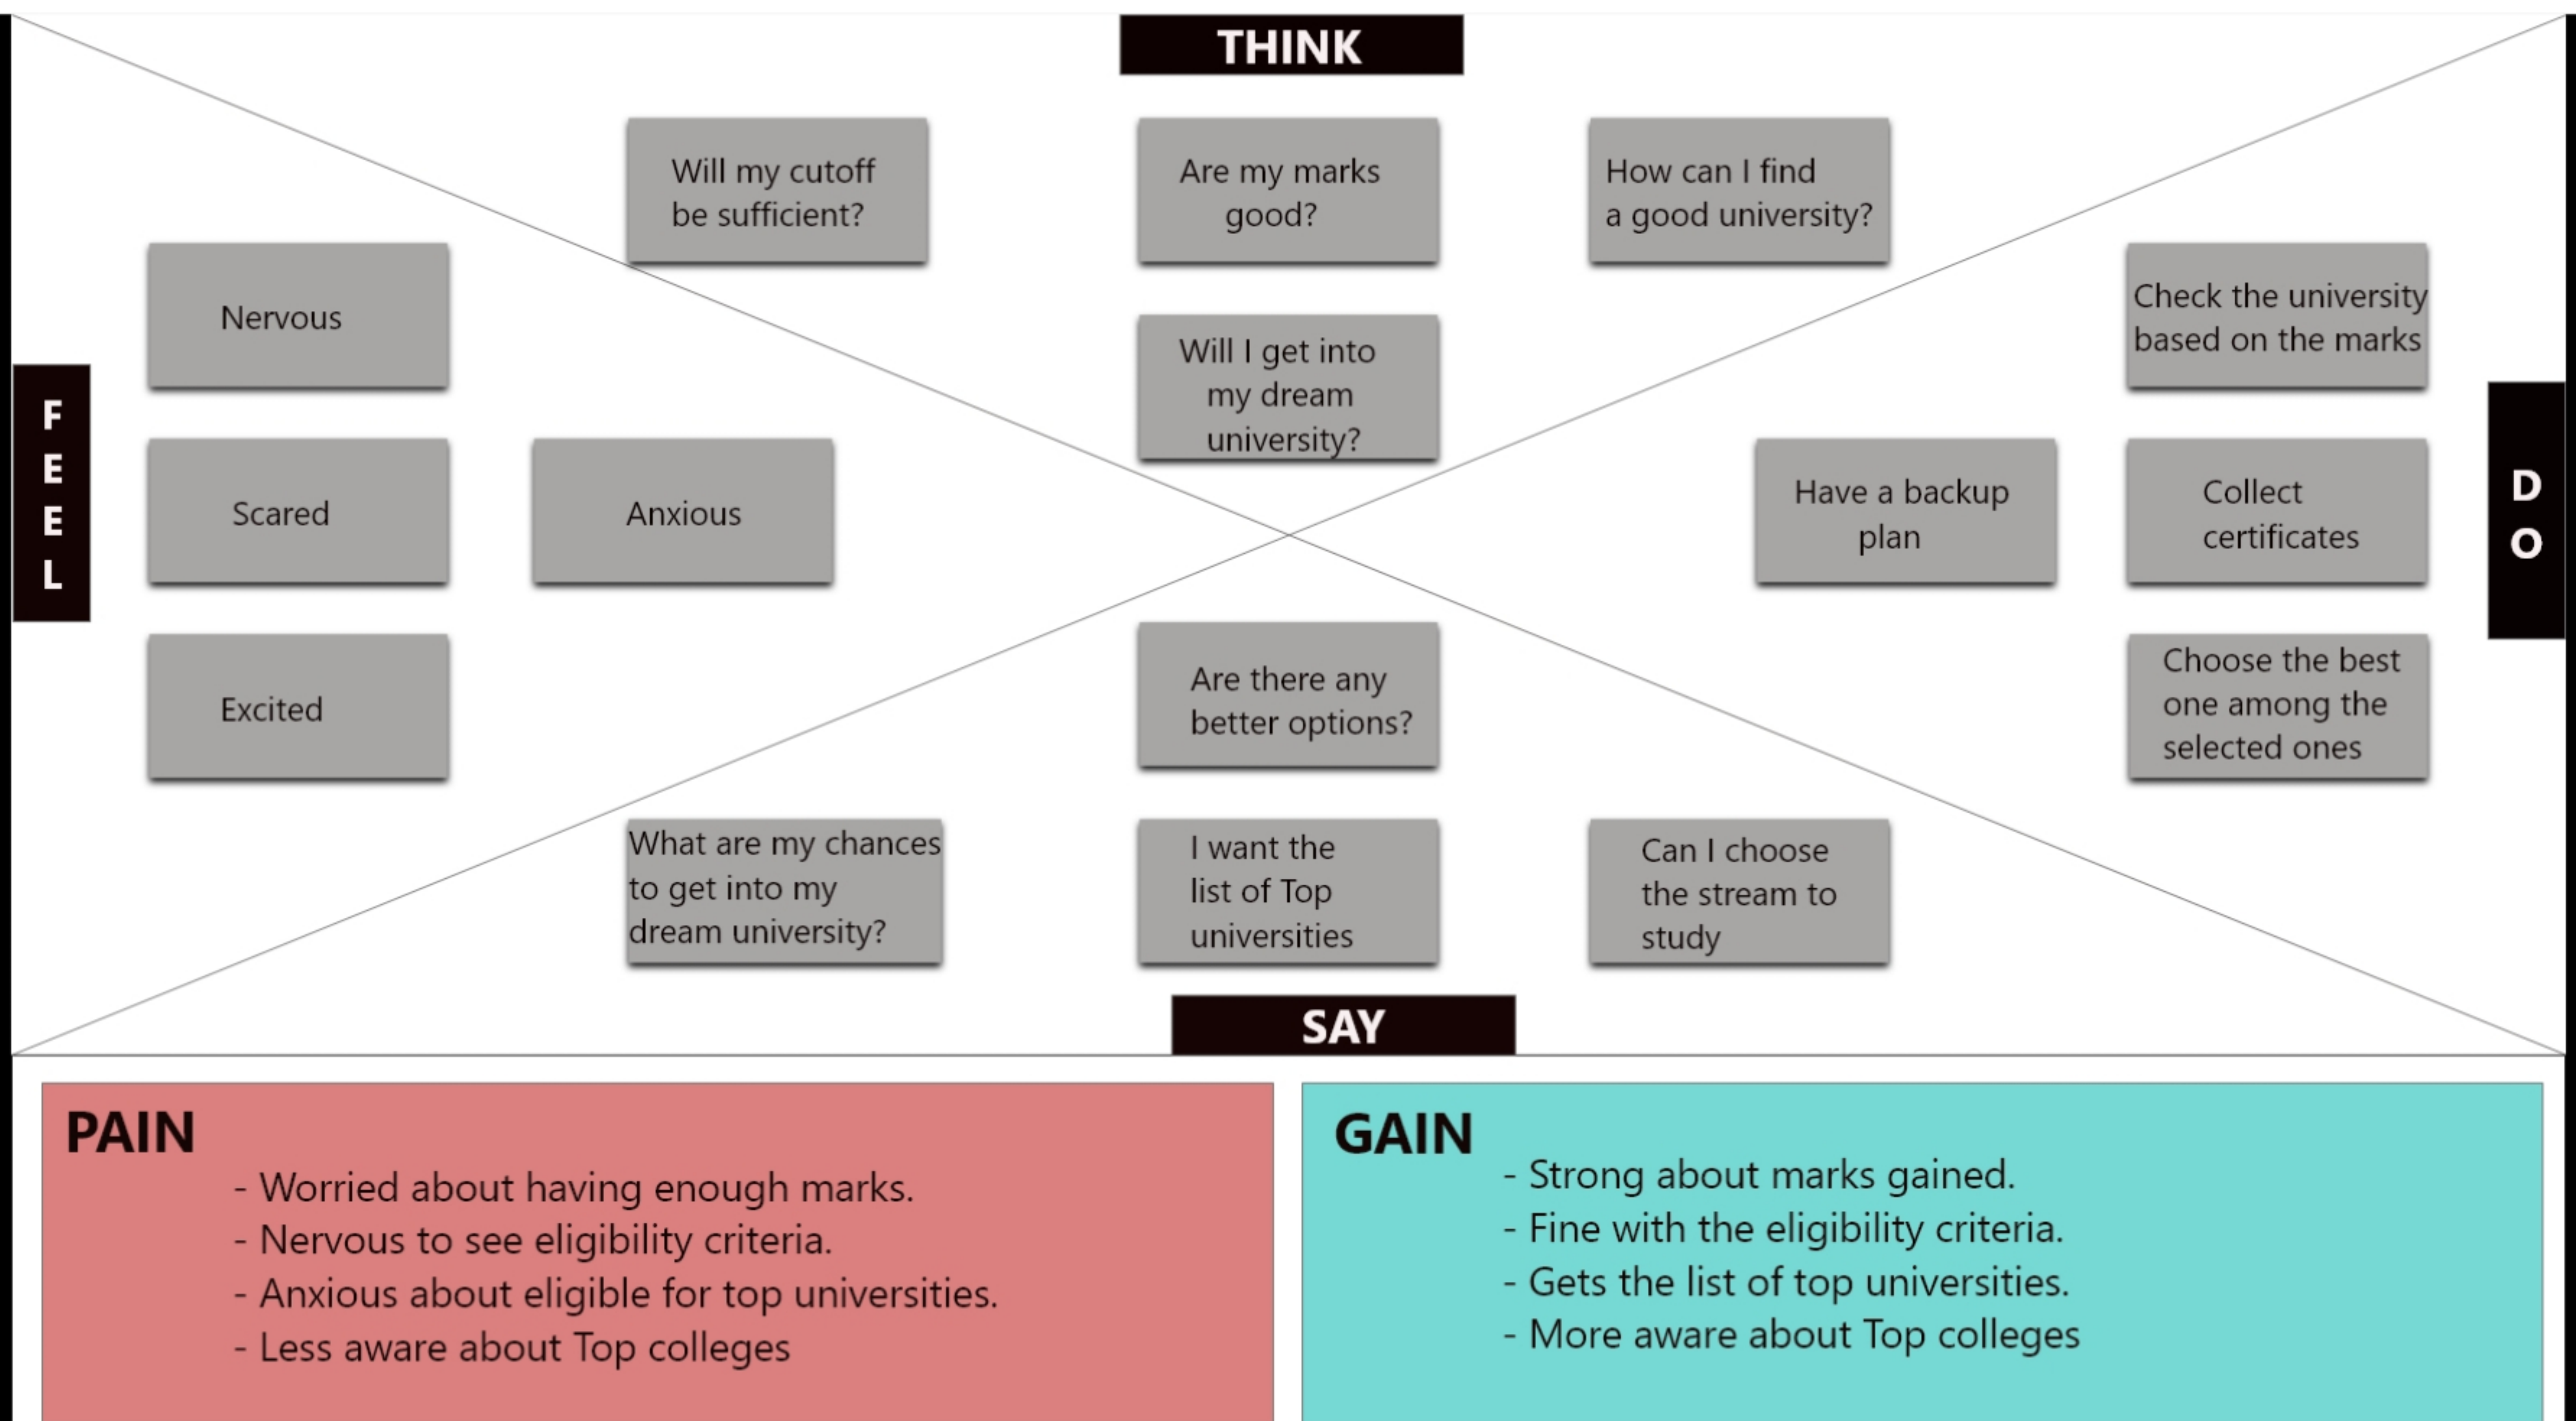 THINK
Will my cutoff
be sufficient?
Are my marks
good?
How can I find
a good university?
Will I get into
my dream
university?
FEEL
Nervous
Scared
Anxious
Excited
DO
Check the university
based on the marks
Have a backup
plan
Collect
certificates
Choose the best
one among the
selected ones
Are there any
better options?
What are my chances
to get into my
dream university?
I want the
list of Top
universities
Can I choose
the stream to
study
SAY
PAIN
- Worried about having enough marks.
- Nervous to see eligibility criteria.
- Anxious about eligible for top universities.
- Less aware about Top colleges
GAIN
- Strong about marks gained.
- Fine with the eligibility criteria.
- Gets the list of top universities.
- More aware about Top colleges